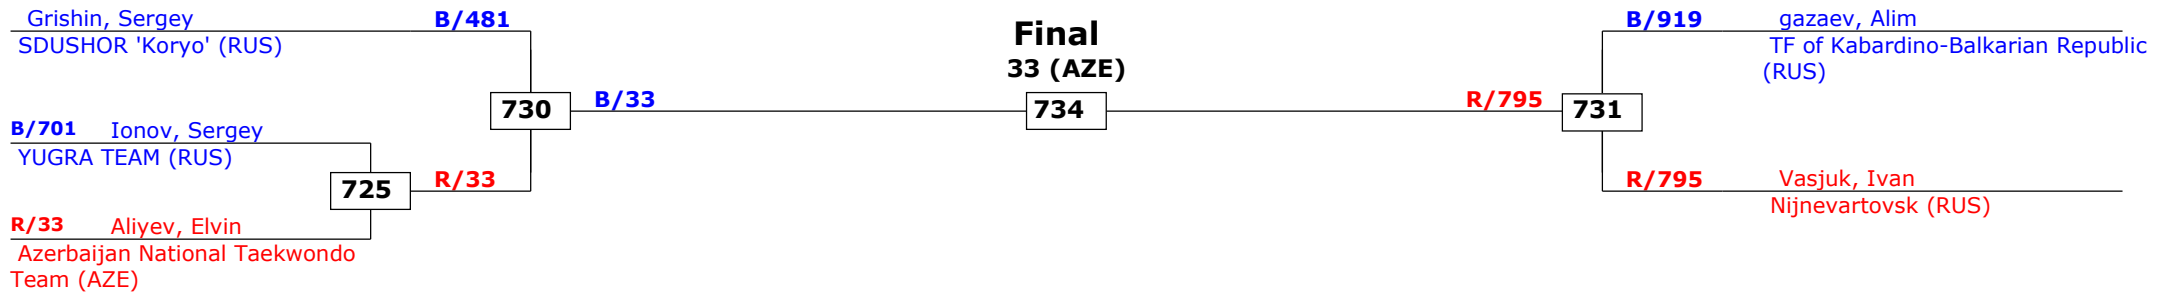 Grishin, Sergey
B/481
SDUSHOR 'Koryo' (RUS)
730
B/33
B/701
Ionov, Sergey
YUGRA TEAM (RUS)
725
R/33
R/33
Aliyev, Elvin
Azerbaijan National Taekwondo
Team (AZE)
Final
33 (AZE)
734
B/919
gazaev, Alim
TF of Kabardino-Balkarian Republic
(RUS)
R/795
731
R/795
Vasjuk, Ivan
Nijnevartovsk (RUS)